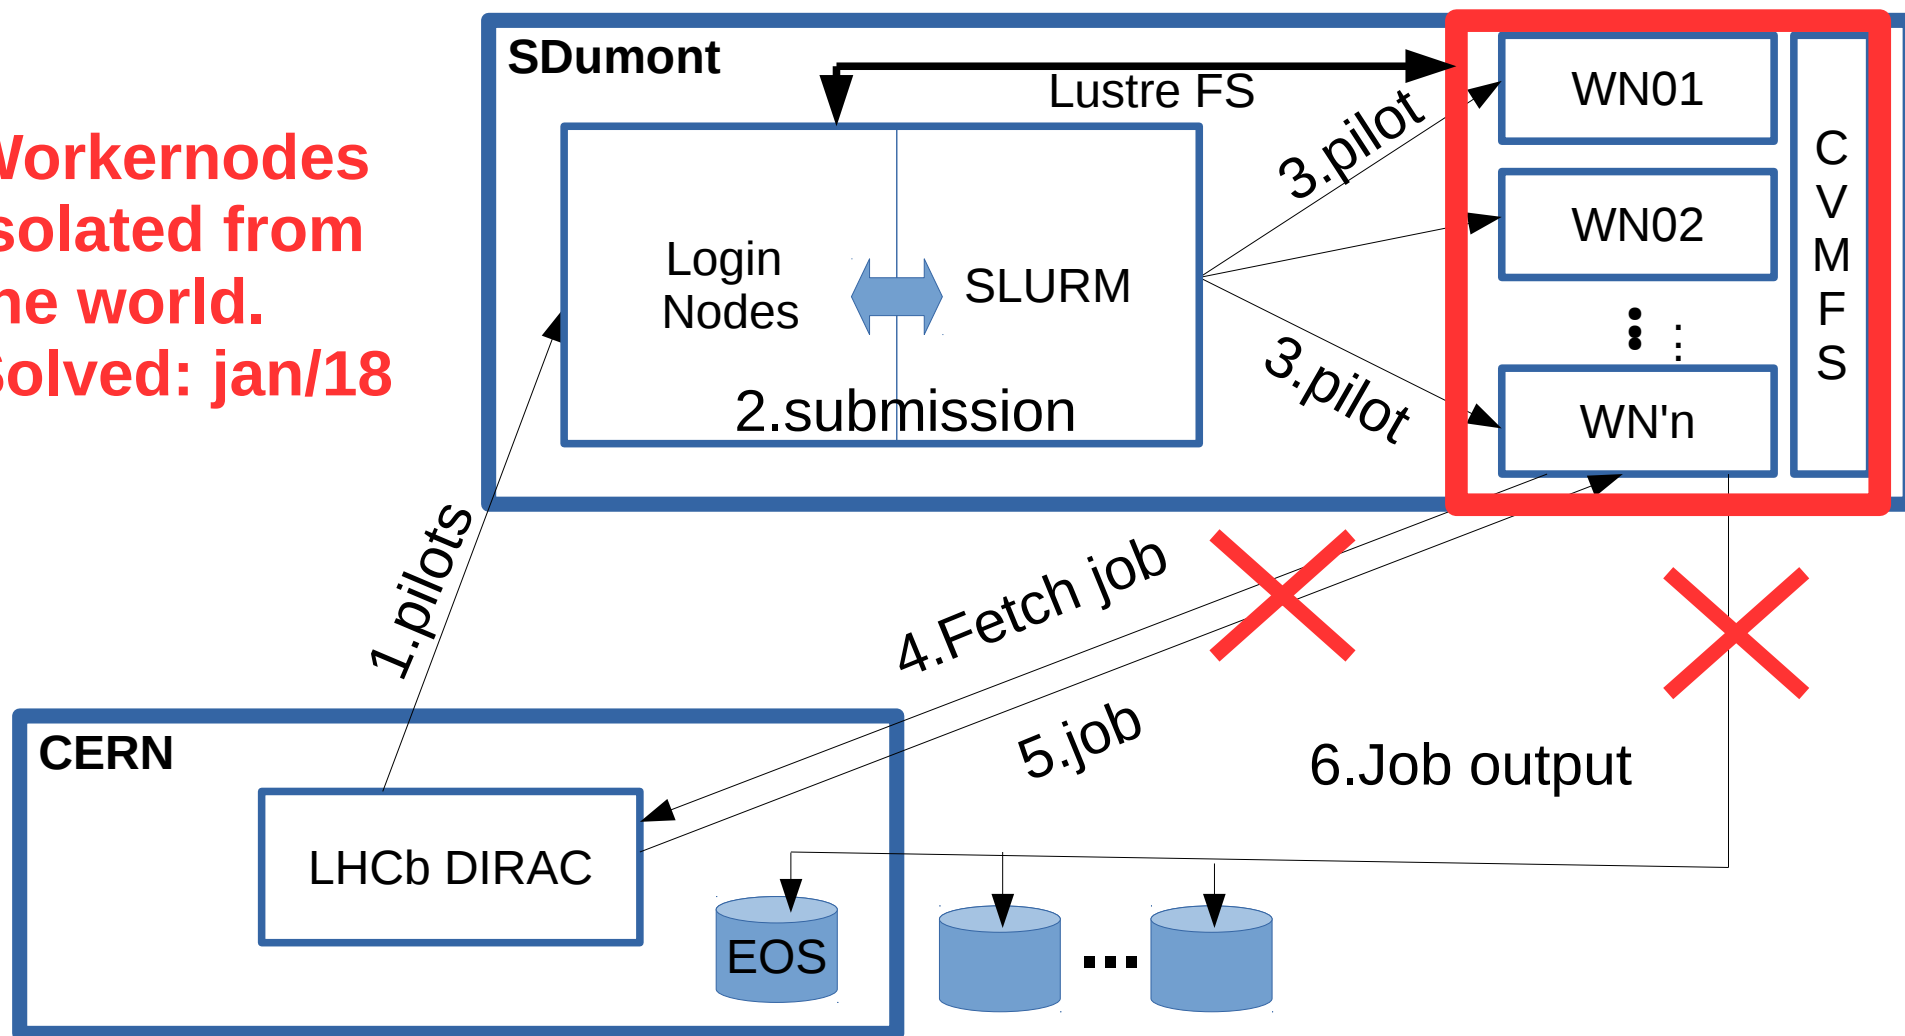 SDumont
Lustre FS
WN01
WN02
WN'n
C
V
M
F
S
Workernodes
solated from
he world.
Solved: jan/18
Login
Nodes
SLURM
2.submission
3.pilot
3.pilot
1.pilots
4.Fetch job
5.job
6.Job output
CERN
LHCb DIRAC
EOS